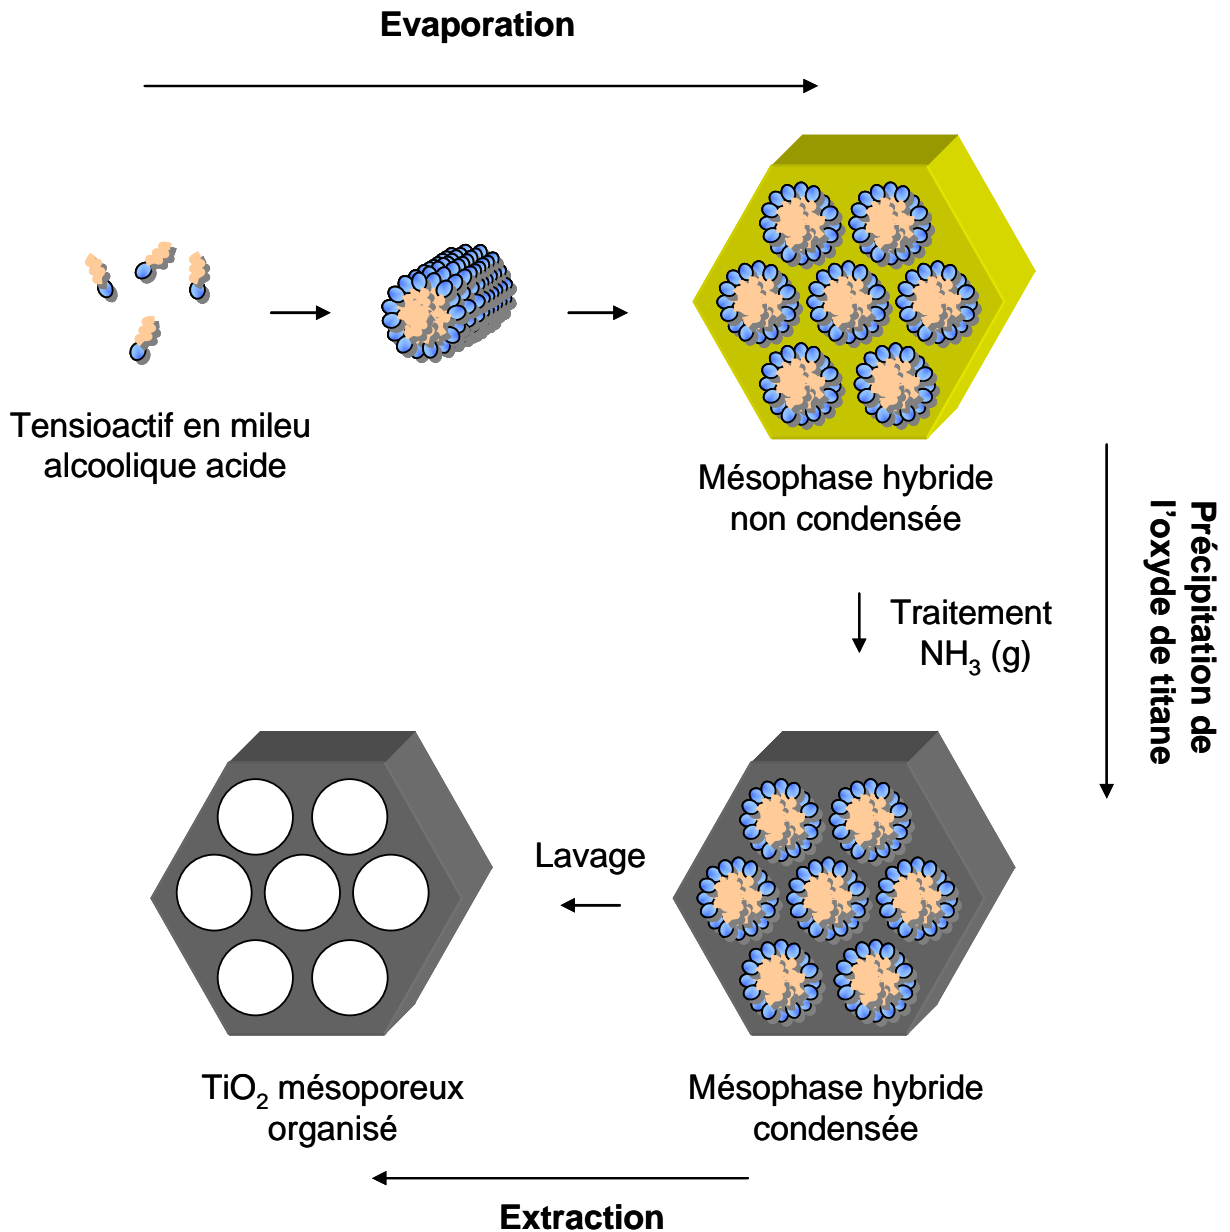 Evaporation
Tensioactif en mileu
alcoolique acide
Mésophase hybride
non condensée
Précipitation de
l'oxyde de titane
Traitement
NH₃ (g)
Lavage
TiO₂ mésoporeux
organisé
Mésophase hybride
condensée
Extraction